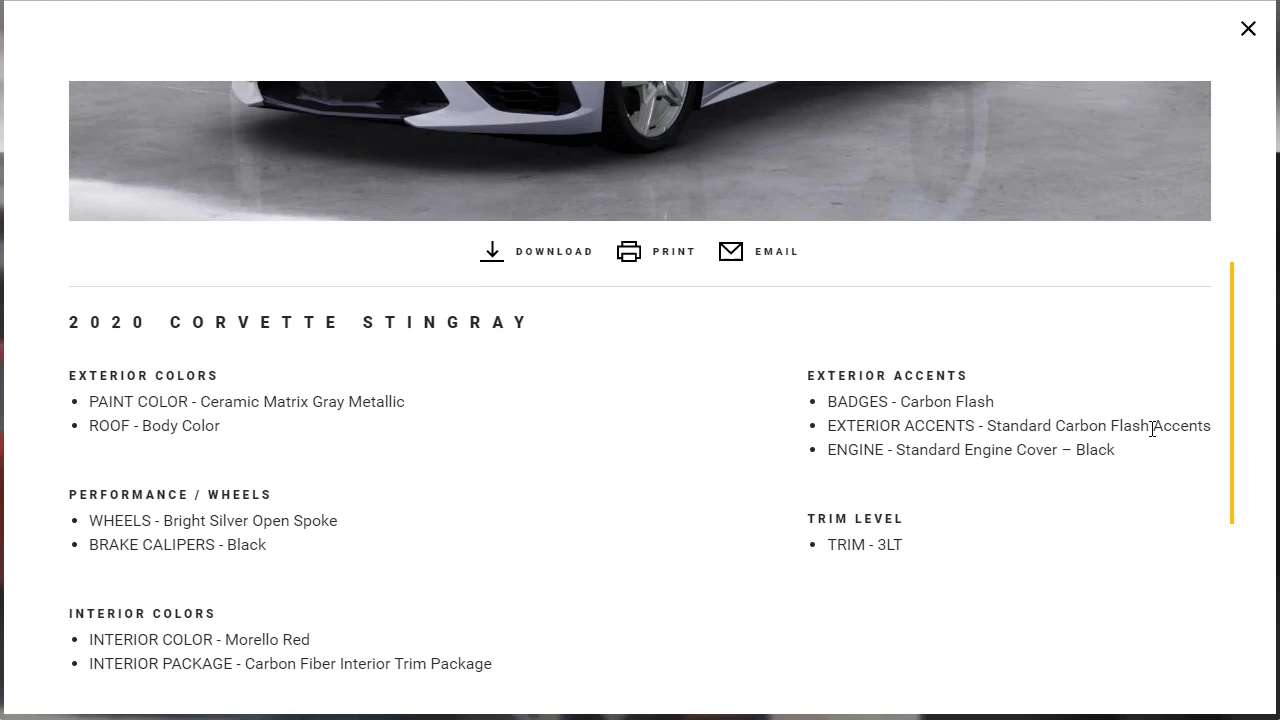 DOWNLOAD PRINT EMAIL
2020 CORVETTE STINGRAY
EXTERIOR COLORS
• PAINT COLOR - Ceramic Matrix Gray Metallic
• ROOF - Body Color
PERFORMANCE / WHEELS
• WHEELS - Bright Silver Open Spoke
• BRAKE CALIPERS - Black
INTERIOR COLORS
• INTERIOR COLOR - Morello Red
• INTERIOR PACKAGE - Carbon Fiber Interior Trim Package
EXTERIOR ACCENTS
• BADGES - Carbon Flash
• EXTERIOR ACCENTS - Standard Carbon Flash Accents
• ENGINE - Standard Engine Cover – Black
TRIM LEVEL
• TRIM - 3LT